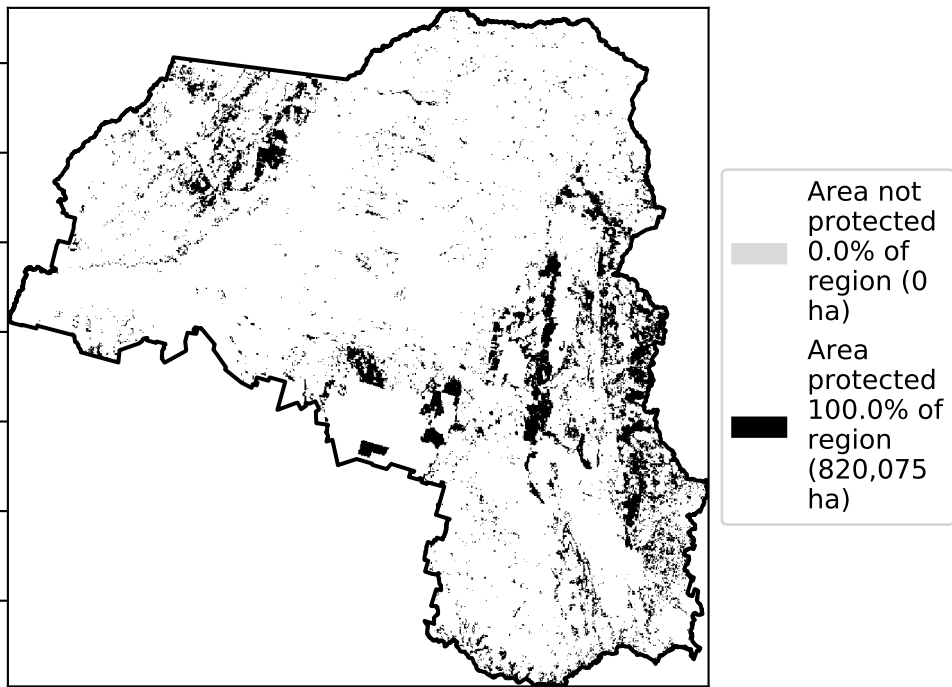 Area not
protected
0.0% of
region (0
ha)
Area
protected
100.0% of
region
(820,075
ha)